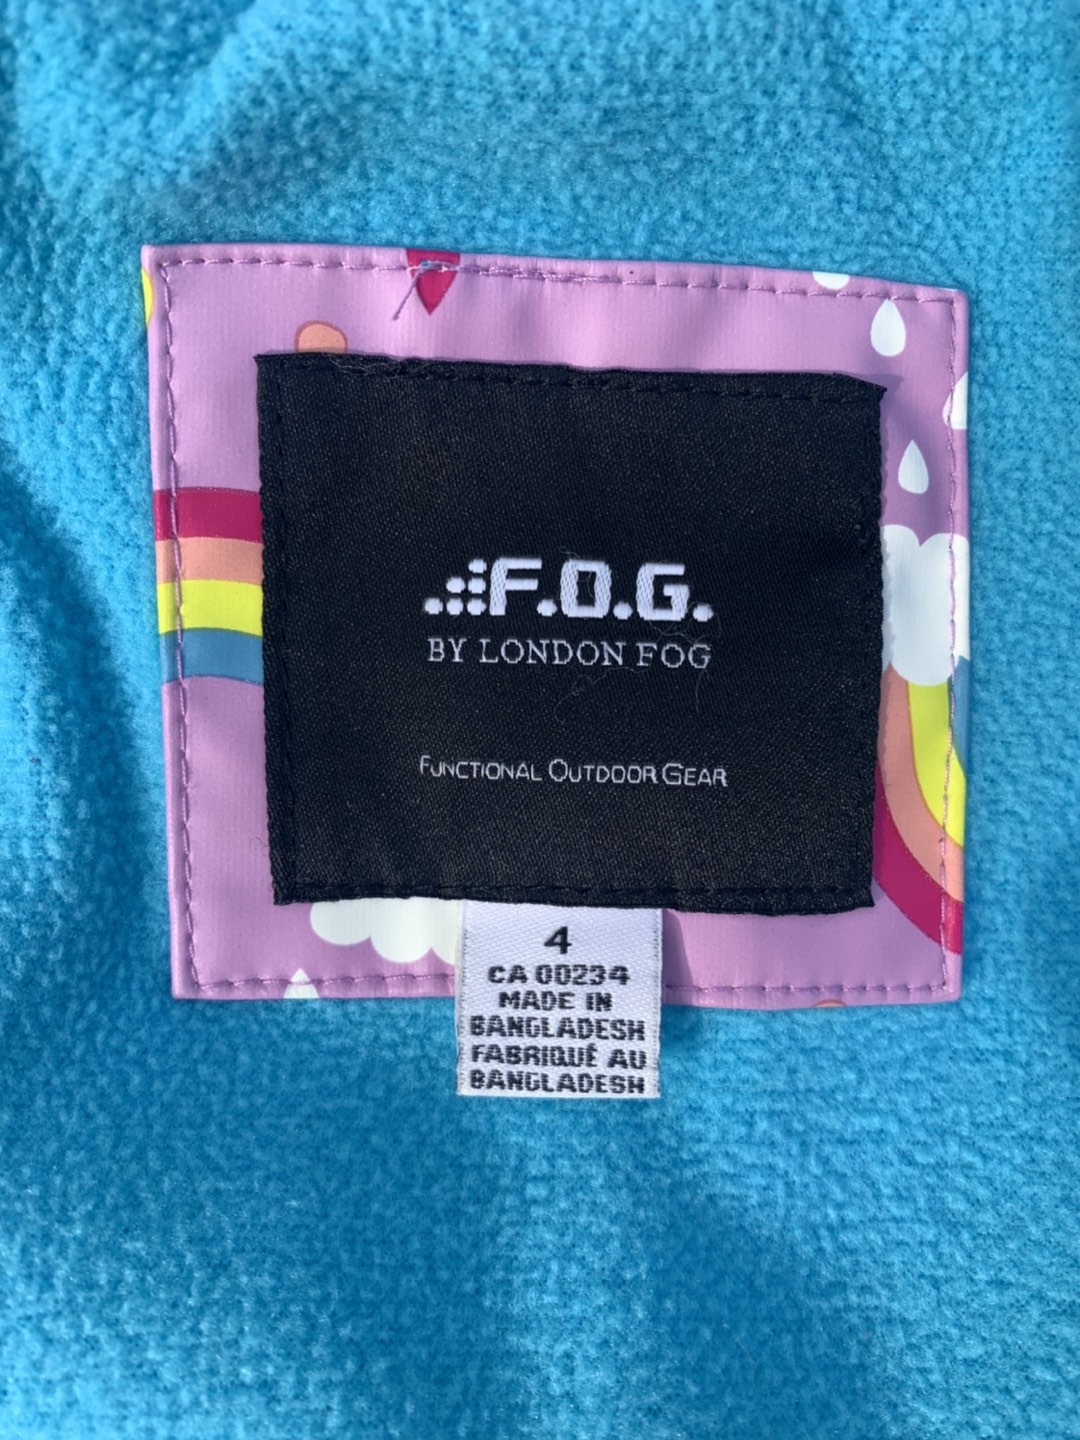 F.O.G.
BY LONDON FOG
FUNCTIONAL OUTDOOR GEAR
4
CA 00234
MADE IN
BANGLADESH
FABRIQUÉ AU
BANGLADESH